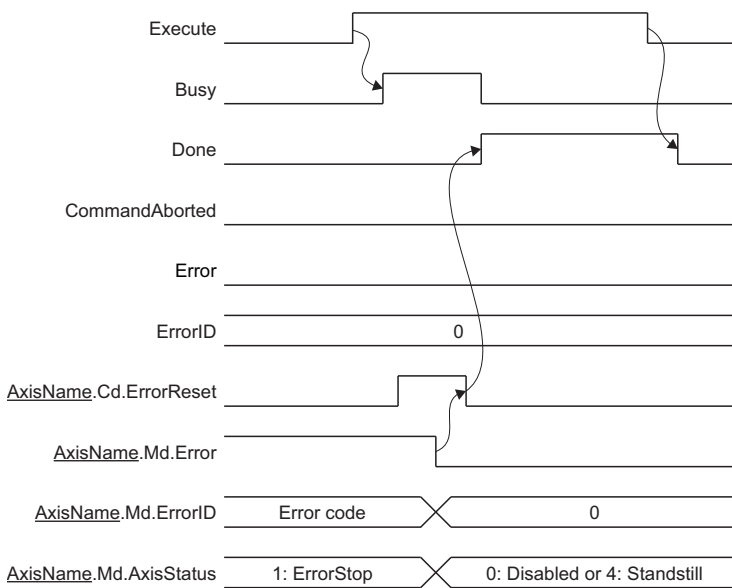 Execute
Busy
Done
CommandAborted
Error
ErrorID
0
AxisName.Cd.ErrorReset
AxisName.Md.Error
AxisName.Md.ErrorID
Error code
0
AxisName.Md.AxisStatus
1: ErrorStop
0: Disabled or 4: Standstill